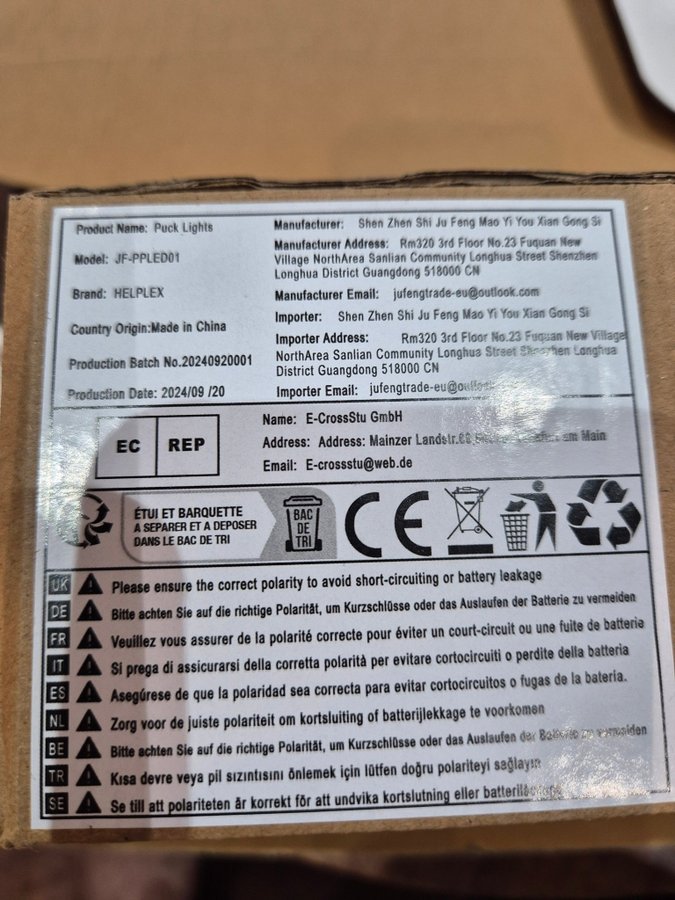 Product Name: Puck Lights
Model: JF-PPLED01
Brand: HELPLEX
Country Origin:Made in China
Production Batch No.20240920001
Production Date: 2024/09 /20
Manufacturer: Shen Zhen Shi Ju Feng Mao Yi You Xian Gong Si
Manufacturer Address: Rm320 3rd Floor No.23 Fuquan New
Village NorthArea Sanlian Community Longhua Street Shenzhen
Longhua District Guangdong 518000 CN
Manufacturer Email: jufengtrade-eu@outlook.com
Importer: Shen Zhen Shi Ju Feng Mao Yi You Xian Gong Si
Importer Address: Rm320 3rd Floor No.23 Fuquan New Village
NorthArea Sanlian Community Longhua Street Shenzhen Longhua
District Guangdong 518000 CN
Importer Email:
EC REP
Name: E-CrossStu GmbH
Address: Address: Mainzer am Main
Email: E-crossstu@web.de
ÉTUI ET BARQUETTE
A SEPARER ET A DEPOSER
DANS LE BAC DE TRI
BAC
DE
TRI
CE
UK Please ensure the correct polarity to avoid short-circuiting or battery leakage
DE Bitte achten Sie auf die richtige Polarität, um Kurzschlüsse oder das Auslaufen der Batterie zu vermeiden
FR Veuillez vous assurer de la polarité correcte pour éviter un court-circuit ou une fuite de batterie
IT Si prega di assicurarsi della corretta polarità per evitare cortocircuiti o perdite della batteria
ES Asegúrese de que la polaridad sea correcta para evitar cortocircuitos o fugas de la batería.
NL Zorg voor de juiste polariteit om kortsluiting of batterijlekkage te voorkomen
BE Bitte achten Sie auf die richtige Polarität, um Kurzschlüsse oder das Auslaufen der Batterie zu vermeiden
TR Kısa devre veya pil sızıntısını önlemek için lütfen doğru polariteyi sağlayın
SE Se till att polariteten är korrekt för att undvika kortslutning eller